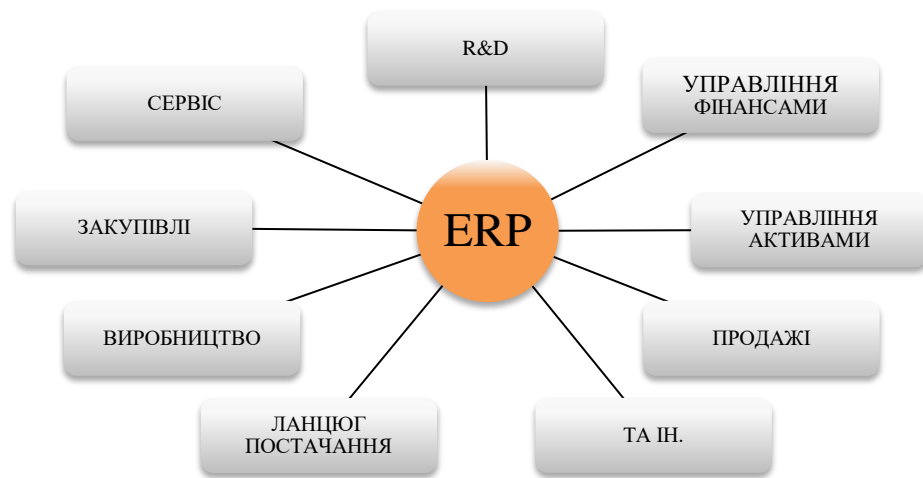 R&D
СЕРВІС
УПРАВЛІННЯ
ФІНАНСАМИ
ЗАКУПІВЛІ
ERP
УПРАВЛІННЯ
АКТИВАМИ
ВИРОБНИЦТВО
ПРОДАЖІ
ЛАНЦЮГ
ПОСТАЧАННЯ
ТА ІН.